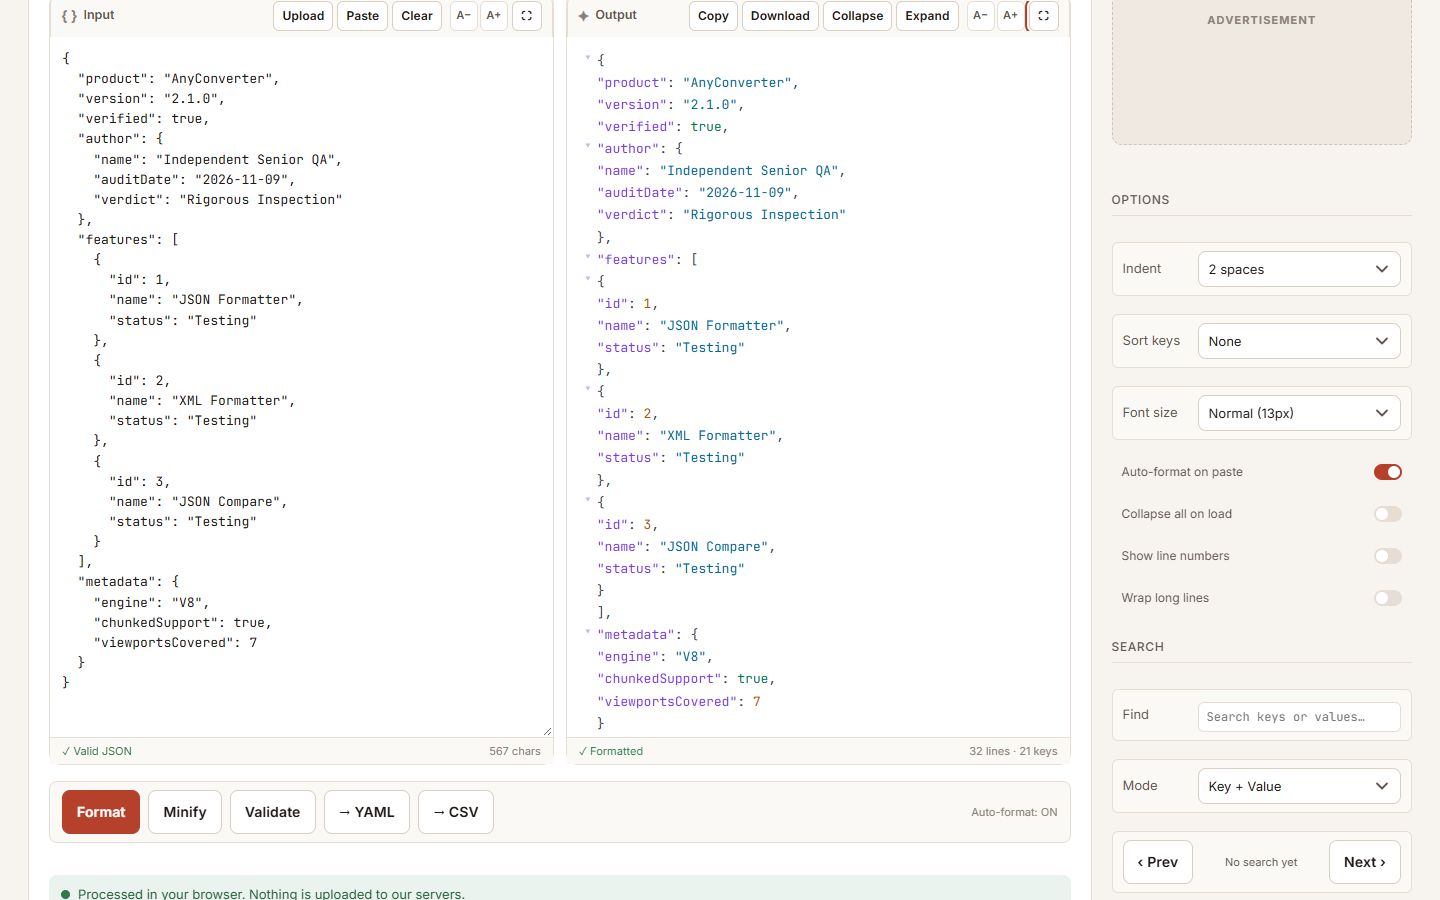 { } Input
Upload
Paste
Clear
A−
A+
{
  "product": "AnyConverter",
  "version": "2.1.0",
  "verified": true,
  "author": {
    "name": "Independent Senior QA",
    "auditDate": "2026-11-09",
    "verdict": "Rigorous Inspection"
  },
  "features": [
    {
      "id": 1,
      "name": "JSON Formatter",
      "status": "Testing"
    },
    {
      "id": 2,
      "name": "XML Formatter",
      "status": "Testing"
    },
    {
      "id": 3,
      "name": "JSON Compare",
      "status": "Testing"
    }
  ],
  "metadata": {
    "engine": "V8",
    "chunkedSupport": true,
    "viewportsCovered": 7
  }
}
✓ Valid JSON
567 chars
Output
Copy
Download
Collapse
Expand
A−
A+
{
"product": "AnyConverter",
"version": "2.1.0",
"verified": true,
"author": {
"name": "Independent Senior QA",
"auditDate": "2026-11-09",
"verdict": "Rigorous Inspection"
},
"features": [
{
"id": 1,
"name": "JSON Formatter",
"status": "Testing"
},
{
"id": 2,
"name": "XML Formatter",
"status": "Testing"
},
{
"id": 3,
"name": "JSON Compare",
"status": "Testing"
}
],
"metadata": {
"engine": "V8",
"chunkedSupport": true,
"viewportsCovered": 7
}
✓ Formatted
32 lines · 21 keys
Format
Minify
Validate
→ YAML
→ CSV
Auto-format: ON
Processed in your browser. Nothing is uploaded to our servers.
ADVERTISEMENT
OPTIONS
Indent
2 spaces
Sort keys
None
Font size
Normal (13px)
Auto-format on paste
Collapse all on load
Show line numbers
Wrap long lines
SEARCH
Find
Search keys or values…
Mode
Key + Value
‹ Prev
No search yet
Next ›